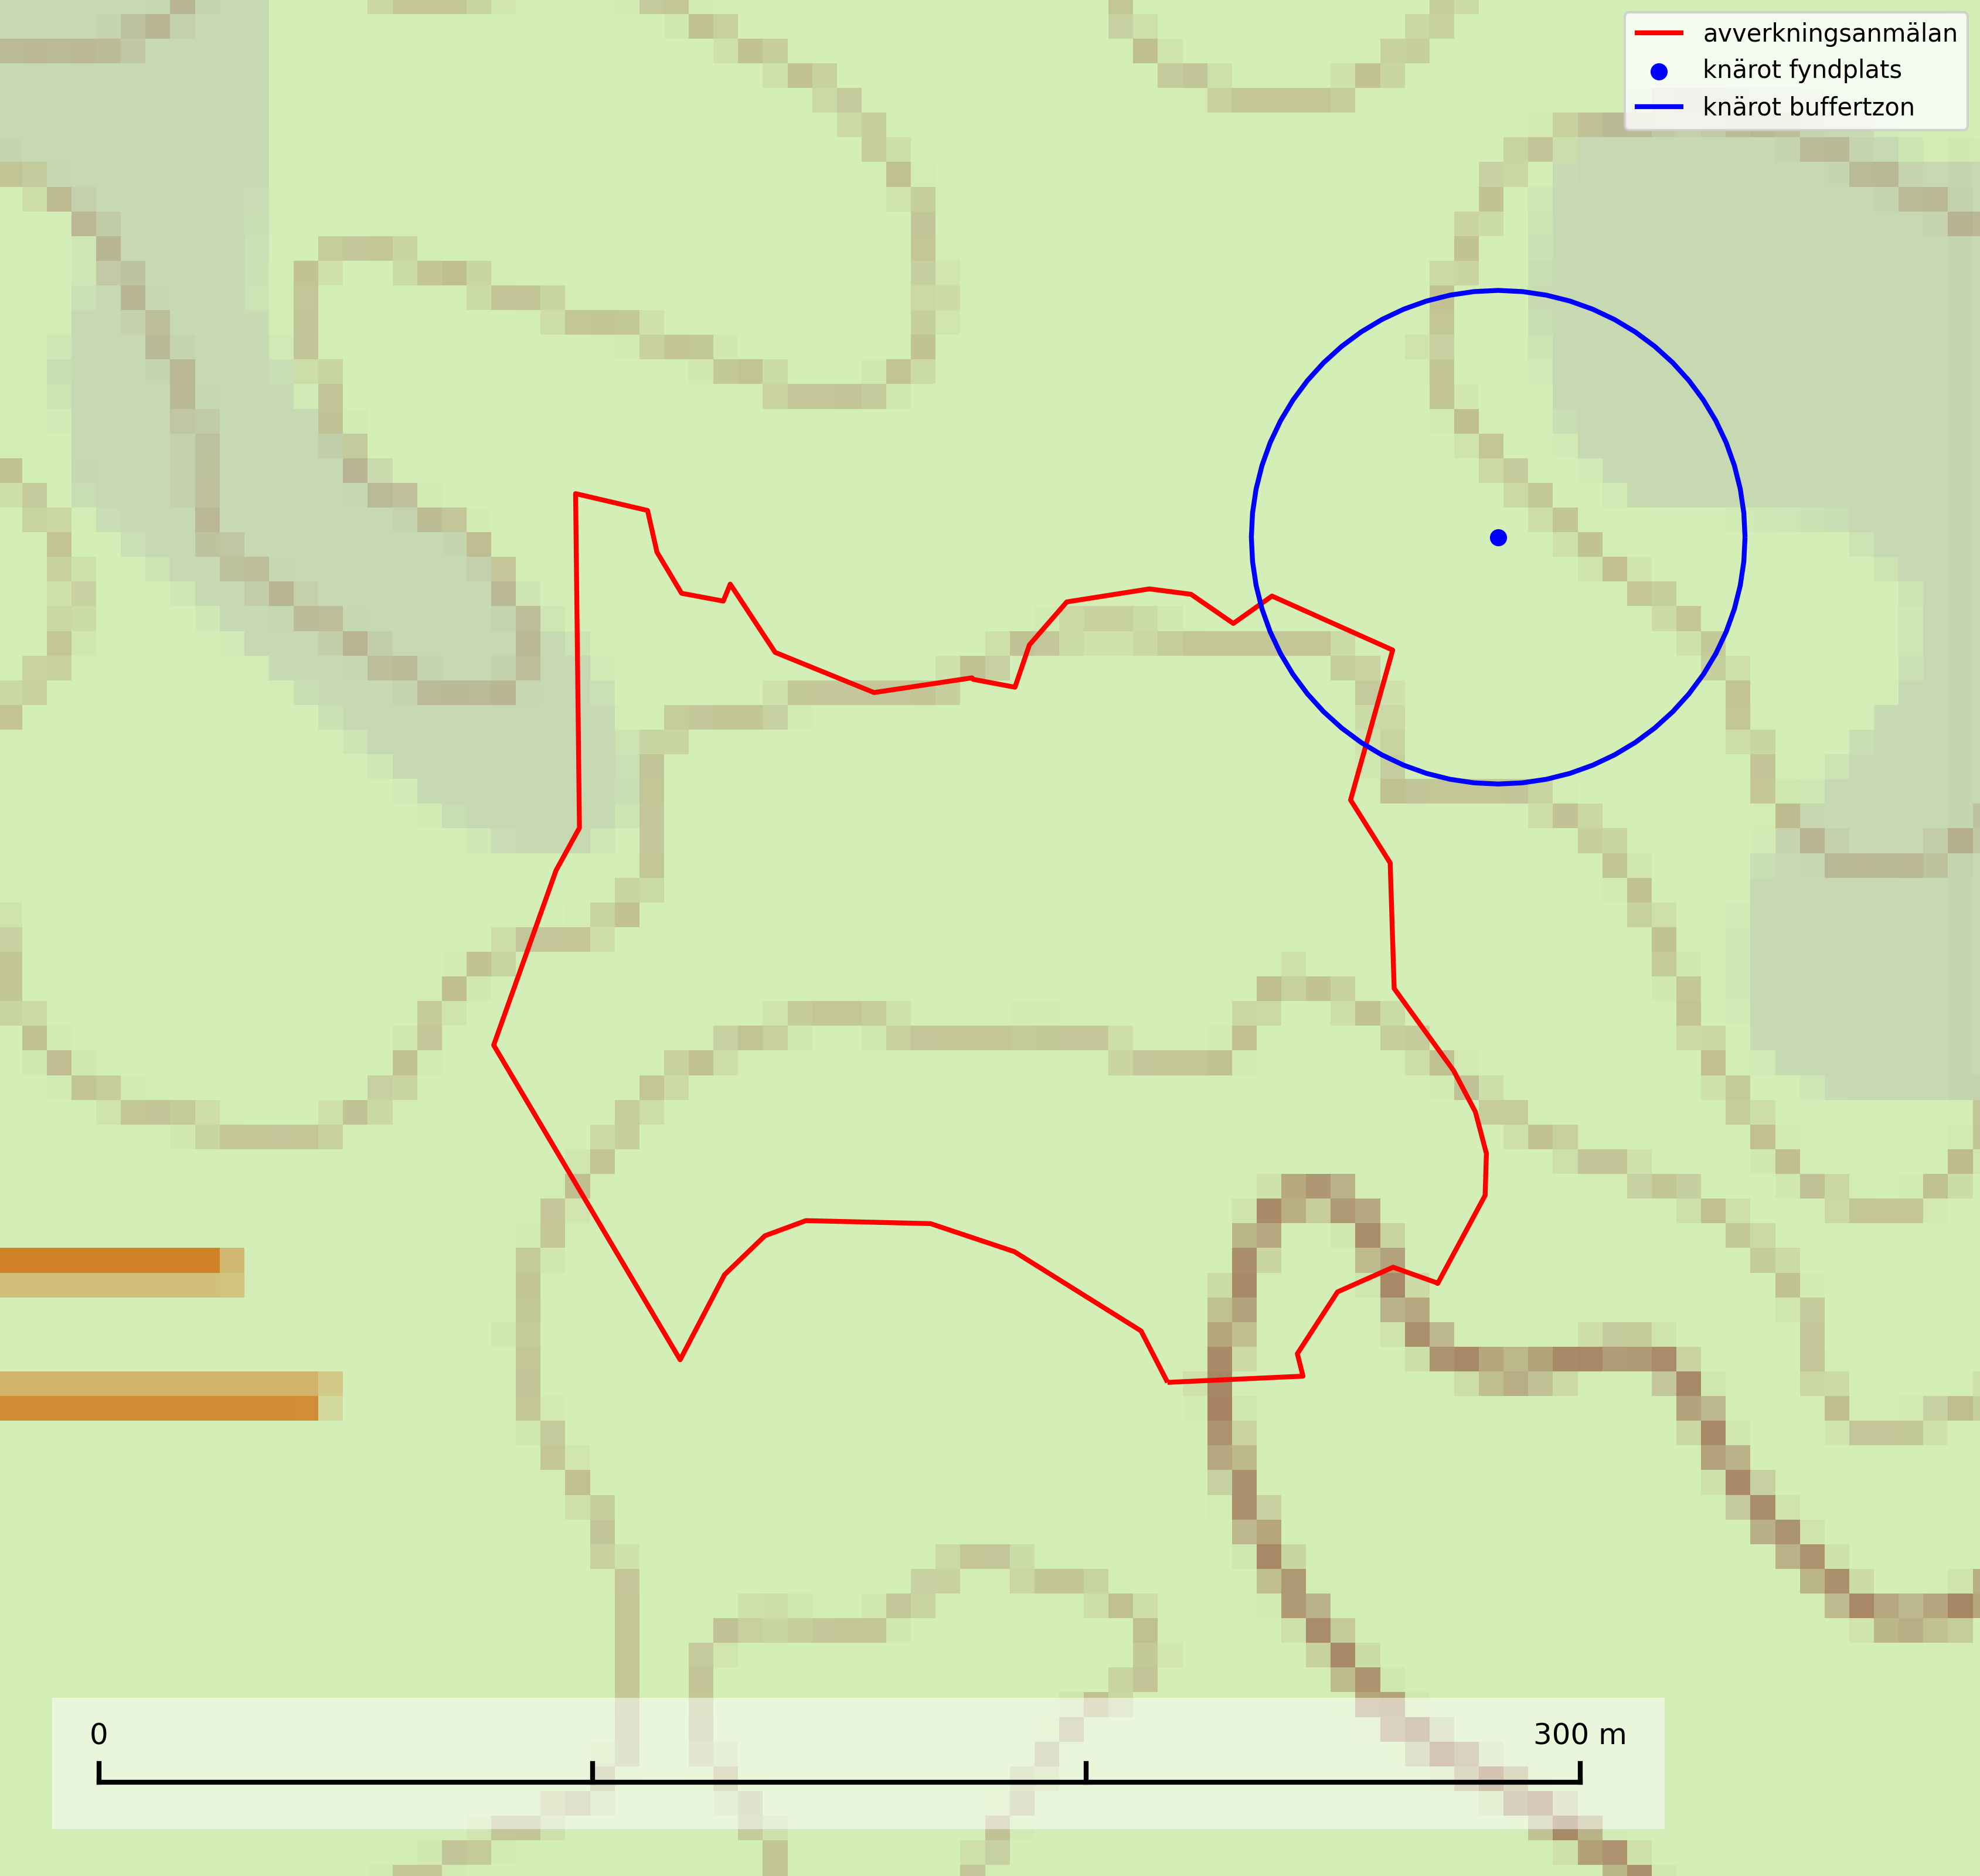 avverkningsanmälan
knärot fyndplats
knärot buffertzon
0 300 m